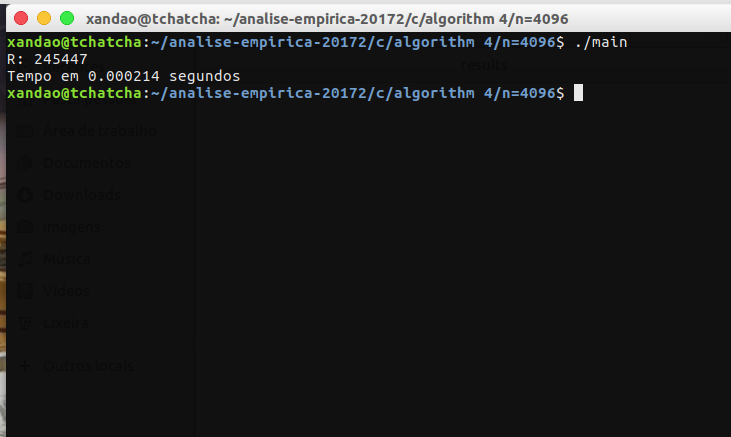 xandao@tchatcha: ~/analise-empirica-20172/c/algorithm 4/n=4096
xandao@tchatcha:~/analise-empirica-20172/c/algorithm 4/n=4096$ ./main
R: 245447
Tempo em 0.000214 segundos
xandao@tchatcha:~/analise-empirica-20172/c/algorithm 4/n=4096$
results
Área de trabalho
Documentos
Downloads
Imagens
Música
Vídeos
Lixeira
+ Outros locais